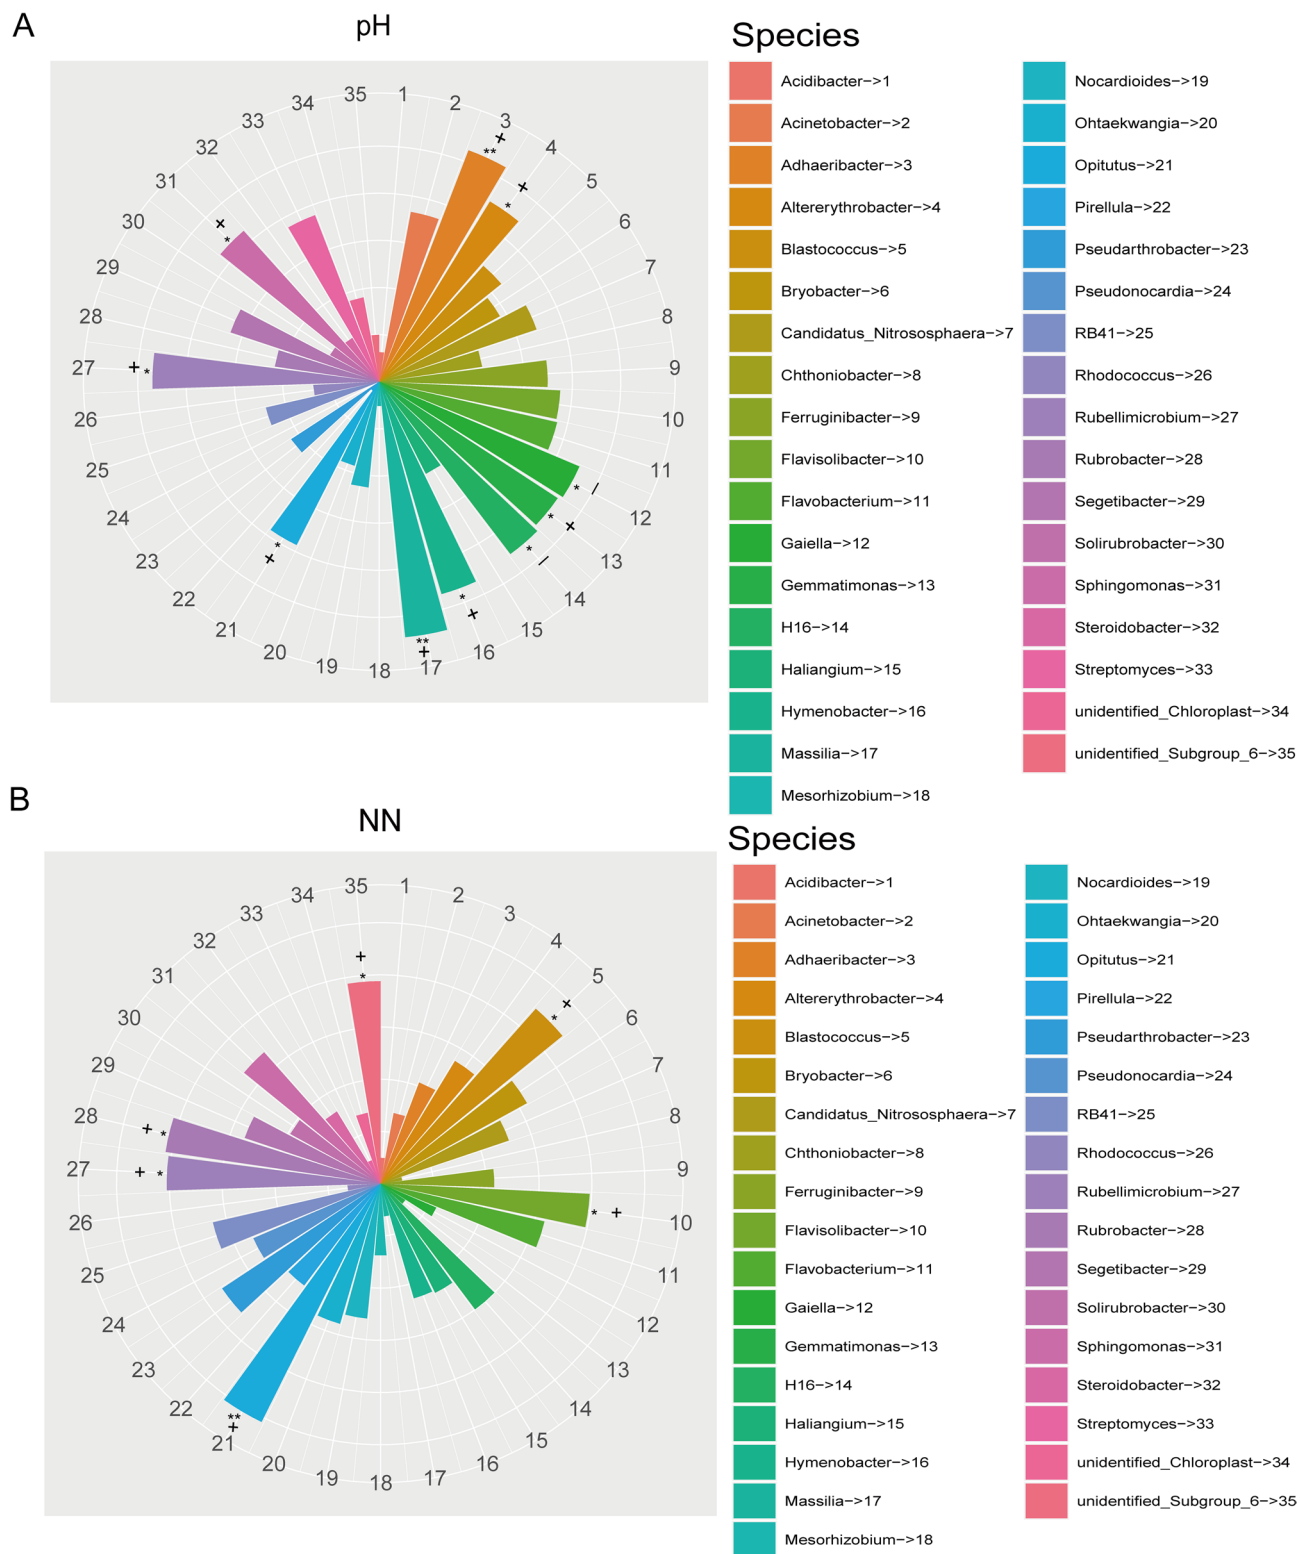 A
pH
35
1
2
3
4
5
6
7
8
9
10
11
12
13
14
15
16
17
18
19
20
21
22
23
24
25
26
27
28
29
30
31
32
33
34
+
**
+
*
* –
* +
* –
* +
**
+
*
+
+ *
+
*
Species
Acidibacter->1
Acinetobacter->2
Adhaeribacter->3
Altererythrobacter->4
Blastococcus->5
Bryobacter->6
Candidatus_Nitrososphaera->7
Chthoniobacter->8
Ferruginibacter->9
Flavisolibacter->10
Flavobacterium->11
Gaiella->12
Gemmatimonas->13
H16->14
Haliangium->15
Hymenobacter->16
Massilia->17
Mesorhizobium->18
Nocardioides->19
Ohtaekwangia->20
Opitutus->21
Pirellula->22
Pseudarthrobacter->23
Pseudonocardia->24
RB41->25
Rhodococcus->26
Rubellimicrobium->27
Rubrobacter->28
Segetibacter->29
Solirubrobacter->30
Sphingomonas->31
Steroidobacter->32
Streptomyces->33
unidentified_Chloroplast->34
unidentified_Subgroup_6->35
B
NN
35
1
2
3
4
5
6
7
8
9
10
11
12
13
14
15
16
17
18
19
20
21
22
23
24
25
26
27
28
29
30
31
32
33
34
+
*
+
*
* +
**
+
+ *
+ *
Species
Acidibacter->1
Acinetobacter->2
Adhaeribacter->3
Altererythrobacter->4
Blastococcus->5
Bryobacter->6
Candidatus_Nitrososphaera->7
Chthoniobacter->8
Ferruginibacter->9
Flavisolibacter->10
Flavobacterium->11
Gaiella->12
Gemmatimonas->13
H16->14
Haliangium->15
Hymenobacter->16
Massilia->17
Mesorhizobium->18
Nocardioides->19
Ohtaekwangia->20
Opitutus->21
Pirellula->22
Pseudarthrobacter->23
Pseudonocardia->24
RB41->25
Rhodococcus->26
Rubellimicrobium->27
Rubrobacter->28
Segetibacter->29
Solirubrobacter->30
Sphingomonas->31
Steroidobacter->32
Streptomyces->33
unidentified_Chloroplast->34
unidentified_Subgroup_6->35